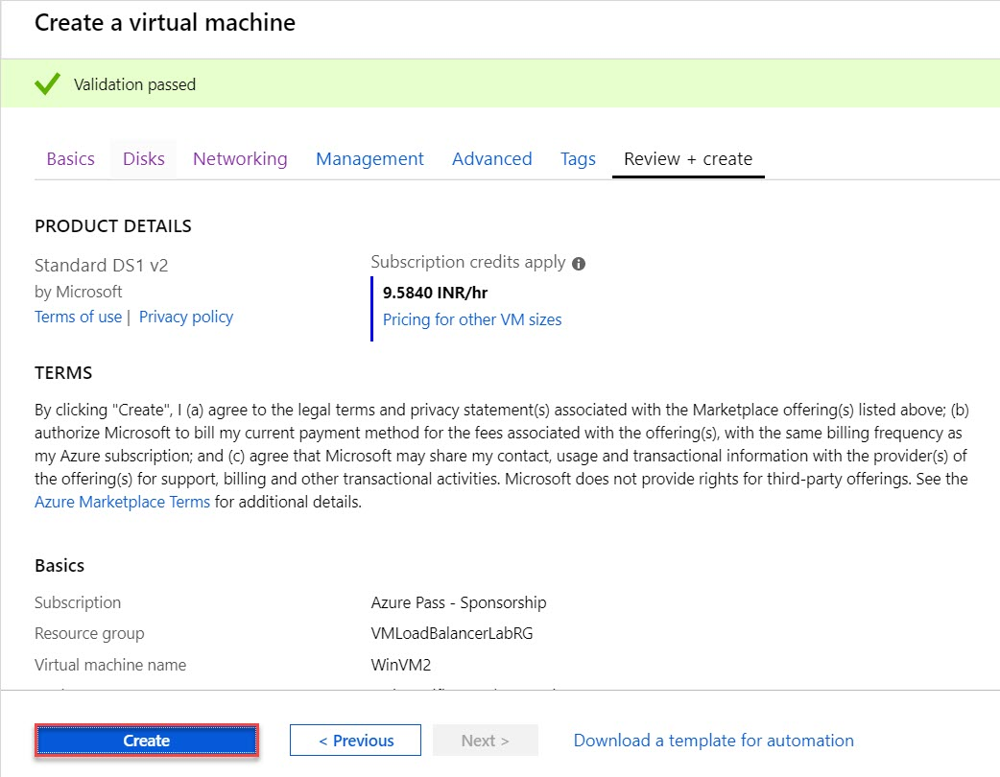 Create a virtual machine
Validation passed
Basics Disks Networking Management Advanced Tags Review + create
PRODUCT DETAILS
Standard DS1 v2
by Microsoft
Terms of use | Privacy policy
Subscription credits apply
9.5840 INR/hr
Pricing for other VM sizes
TERMS
By clicking "Create", I (a) agree to the legal terms and privacy statement(s) associated with the Marketplace offering(s) listed above; (b)
authorize Microsoft to bill my current payment method for the fees associated with the offering(s), with the same billing frequency as
my Azure subscription; and (c) agree that Microsoft may share my contact, usage and transactional information with the provider(s) of
the offering(s) for support, billing and other transactional activities. Microsoft does not provide rights for third-party offerings. See the
Azure Marketplace Terms for additional details.
Basics
Subscription Azure Pass - Sponsorship
Resource group VMLoadBalancerLabRG
Virtual machine name WinVM2
Create < Previous Next > Download a template for automation